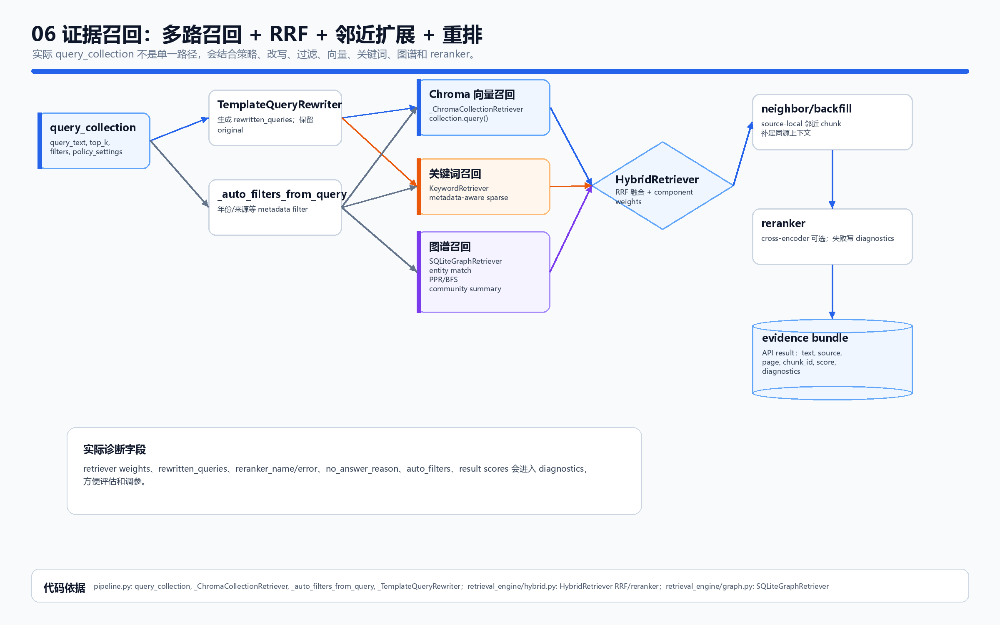 06 证据召回：多路召回 + RRF + 邻近扩展 + 重排
实际 query_collection 不是单一路径，会结合策略、改写、过滤、向量、关键词、图谱和 reranker。
query_collection
query_text, top_k,
filters, policy_settings
TemplateQueryRewriter
生成 rewritten_queries；保留
original
_auto_filters_from_query
年份/来源等 metadata filter
Chroma 向量召回
_ChromaCollectionRetriever
collection.query()
关键词召回
KeywordRetriever
metadata-aware sparse
图谱召回
SQLiteGraphRetriever
entity match
PPR/BFS
community summary
HybridRetriever
RRF 融合 + component
weights
neighbor/backfill
source-local 邻近 chunk
补足同源上下文
reranker
cross-encoder 可选；失败写 diagnostics
evidence bundle
API result：text, source,
page, chunk_id, score,
diagnostics
实际诊断字段
retriever weights、rewritten_queries、reranker_name/error、no_answer_reason、auto_filters、result scores 会进入 diagnostics，
方便评估和调参。
代码依据
pipeline.py: query_collection, _ChromaCollectionRetriever, _auto_filters_from_query, _TemplateQueryRewriter；retrieval_engine/hybrid.py: HybridRetriever RRF/reranker；retrieval_engine/graph.py: SQLiteGraphRetriever